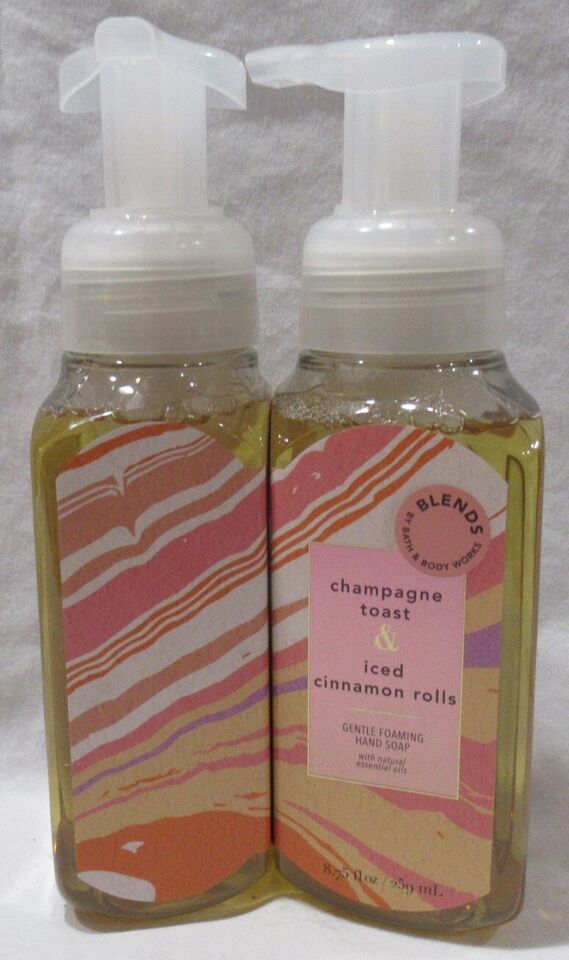 BLENDS
BY BATH & BODY WORKS
champagne
toast
&
iced
cinnamon rolls
GENTLE FOAMING
HAND SOAP
with natural
essential oils
8.75 fl oz / 259 mL